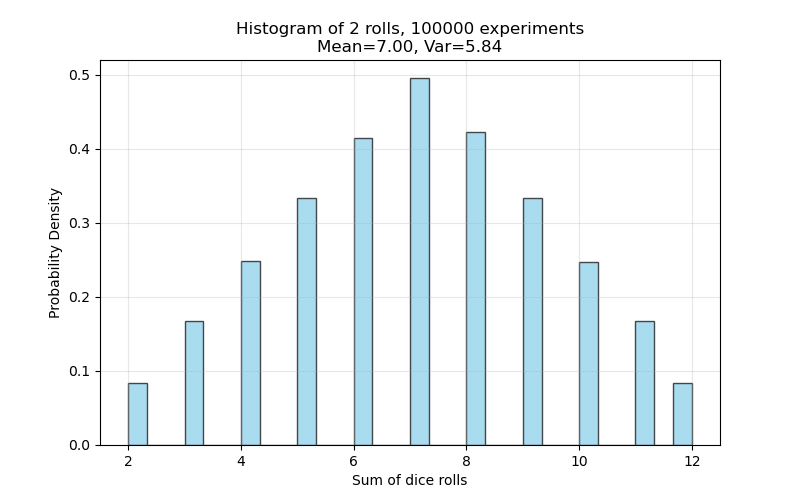 Histogram of 2 rolls, 100000 experiments
Mean=7.00, Var=5.84
0.5
0.4
0.3
0.2
0.1
0.0
Probability Density
2 4 6 8 10 12
Sum of dice rolls